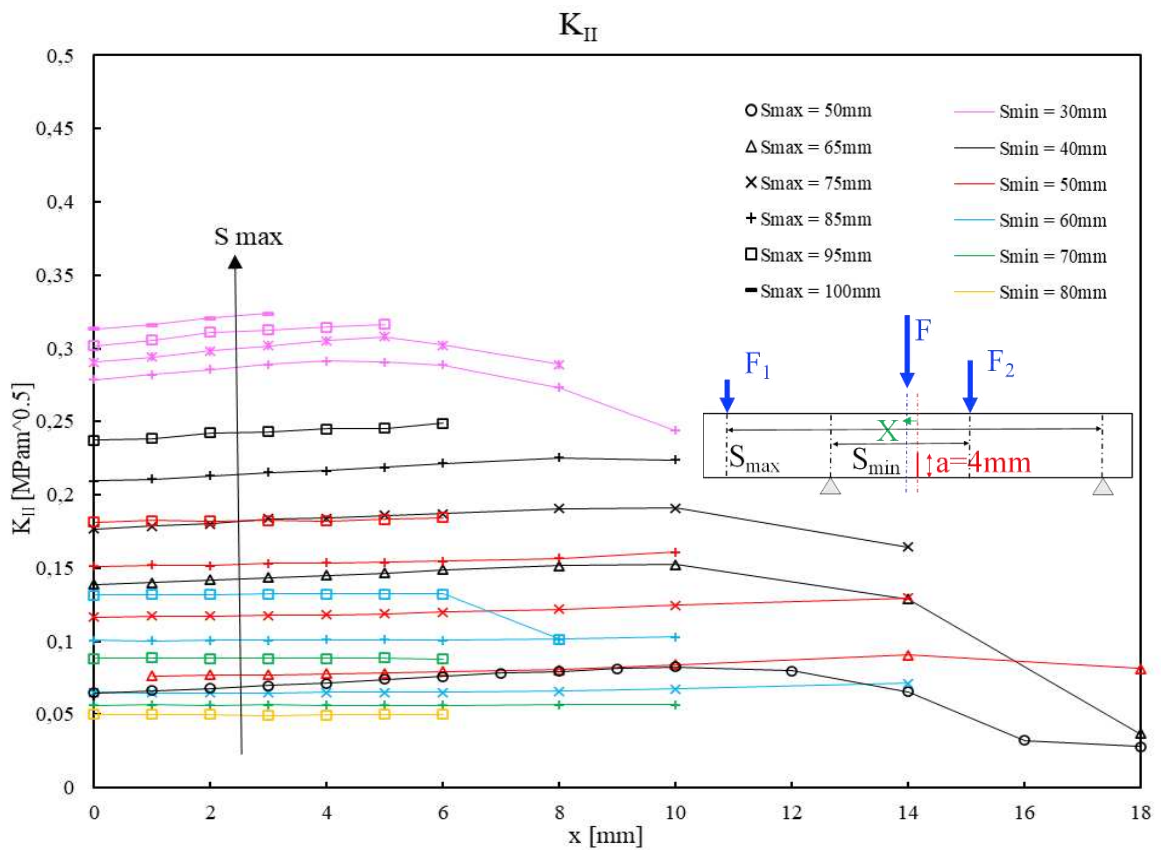 K_II
K_II [MPam^0.5]
0,5
0,45
0,4
0,35
0,3
0,25
0,2
0,15
0,1
0,05
0
0 2 4 6 8 10 12 14 16 18
x [mm]
S max
Smax = 50mm
Smax = 65mm
Smax = 75mm
Smax = 85mm
Smax = 95mm
Smax = 100mm
Smin = 30mm
Smin = 40mm
Smin = 50mm
Smin = 60mm
Smin = 70mm
Smin = 80mm
F
F1
F2
X
Smax
Smin
a=4mm